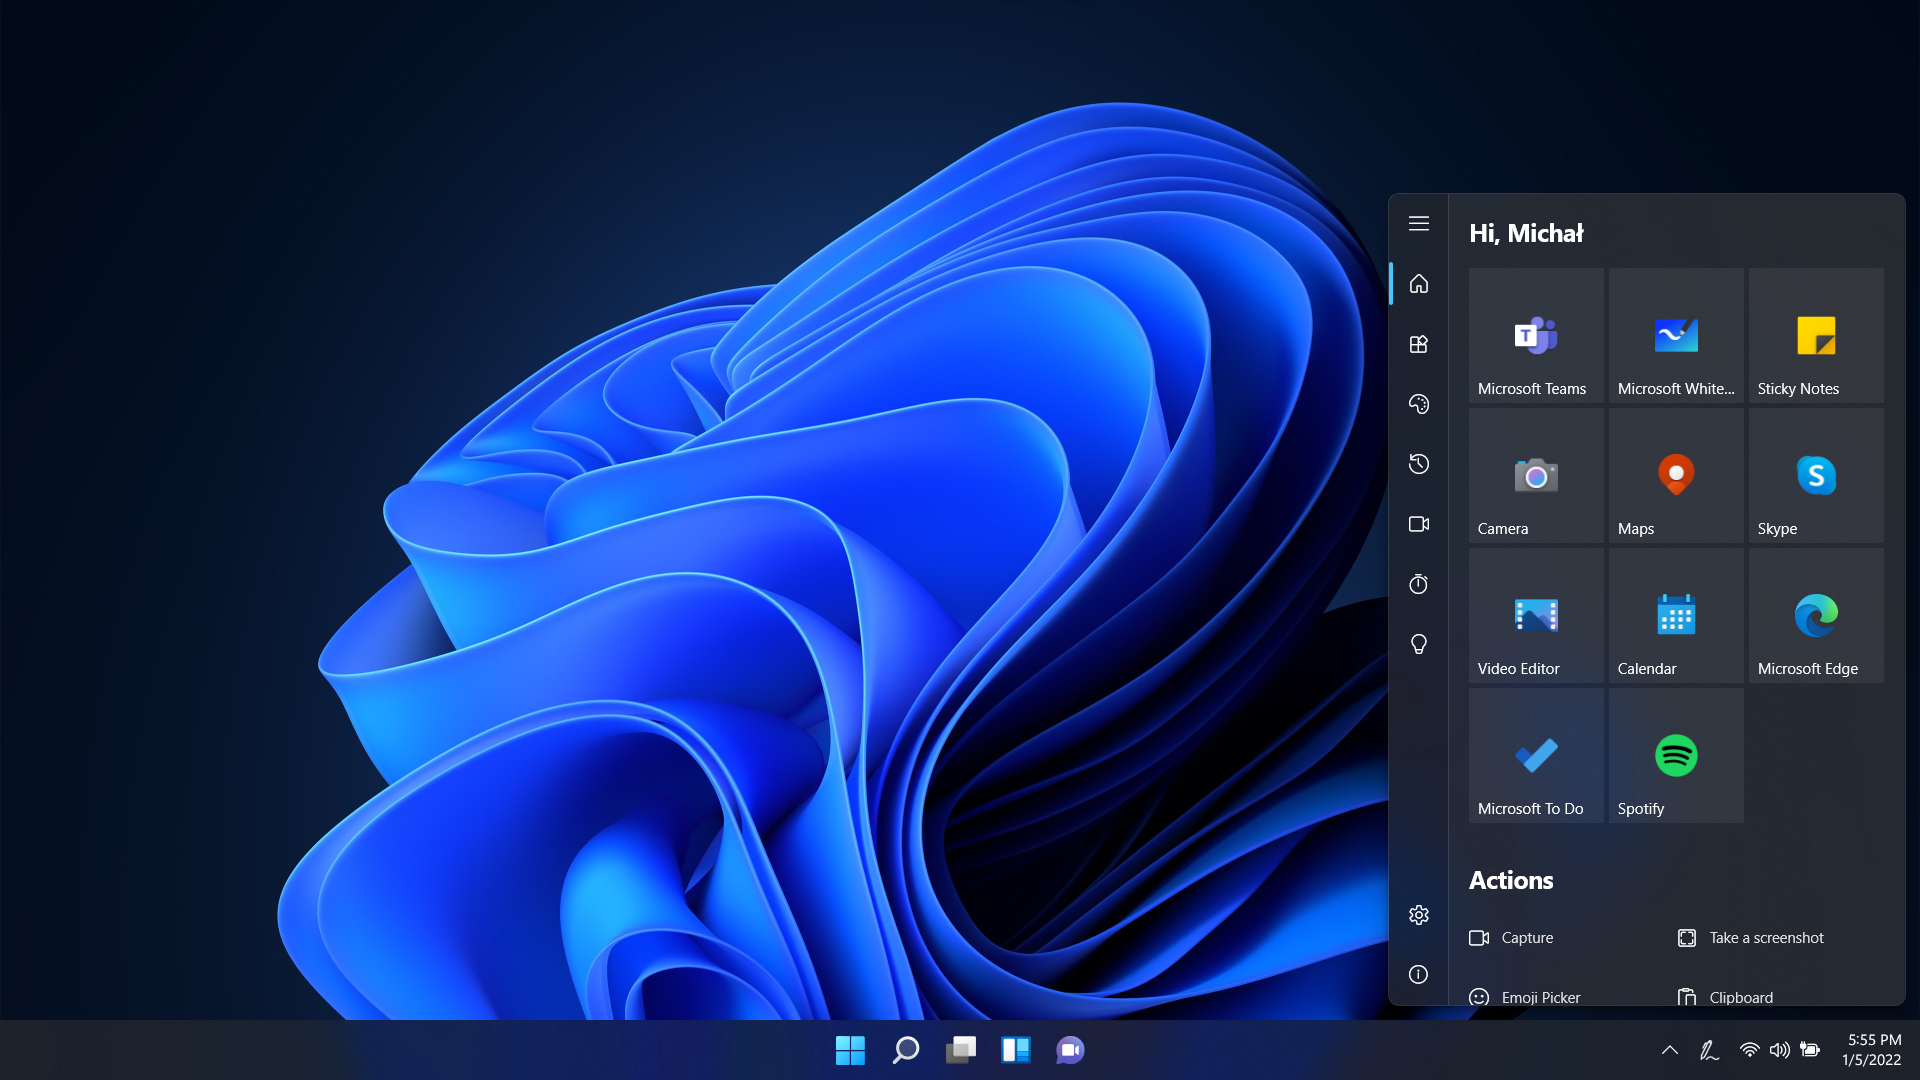 Hi, Michał
Microsoft Teams
Microsoft White...
Sticky Notes
Camera
Maps
Skype
Video Editor
Calendar
Microsoft Edge
Microsoft To Do
Spotify
Actions
Capture
Take a screenshot
Emoji Picker
Clipboard
5:55 PM
1/5/2022